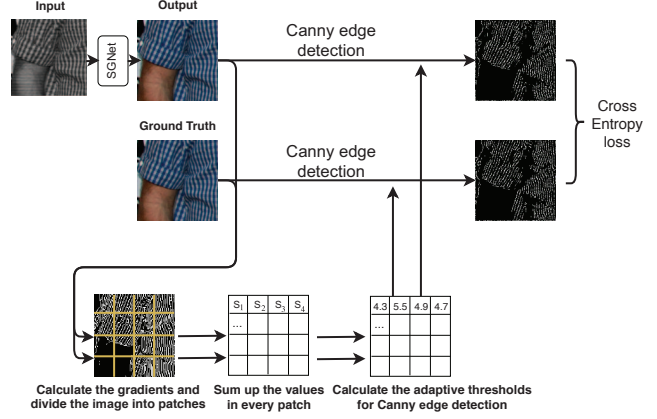 Input
Output
SGNet
Canny edge
detection
Ground Truth
Canny edge
detection
Cross
Entropy
loss
S1 S2 S3 S4
...
4.3 5.5 4.9 4.7
...
Calculate the gradients and
divide the image into patches
Sum up the values
in every patch
Calculate the adaptive thresholds
for Canny edge detection